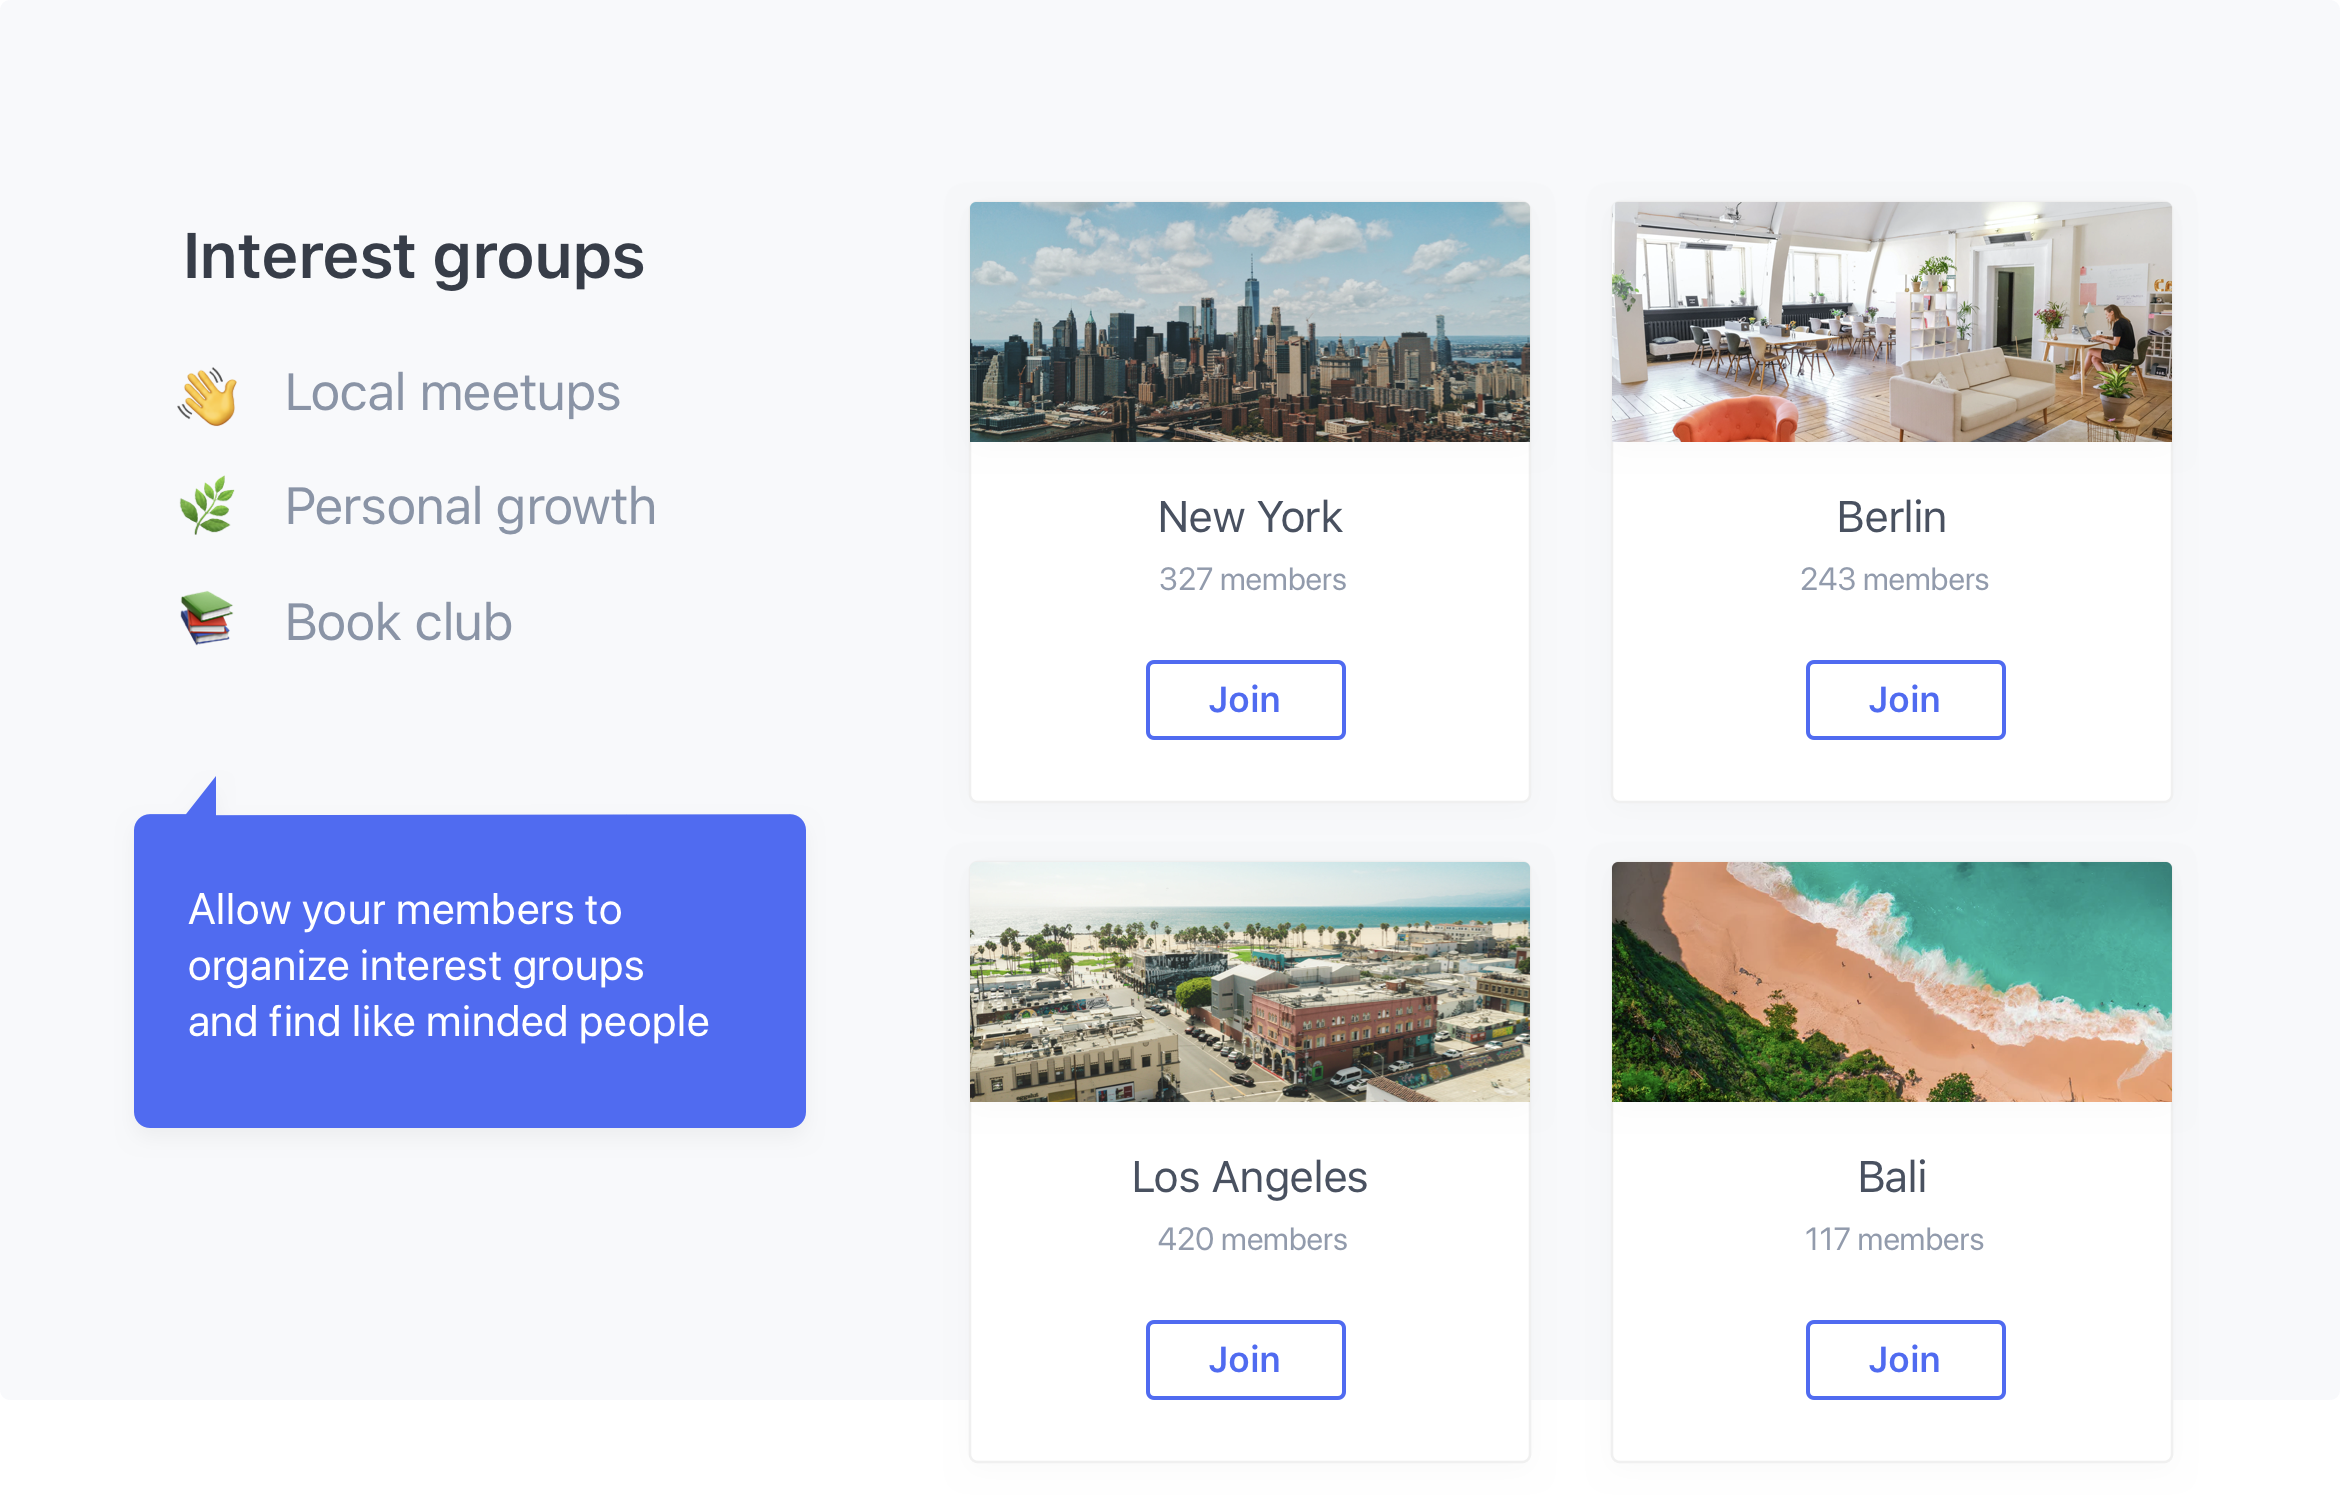 Interest groups
Local meetups
Personal growth
Book club
Allow your members to
organize interest groups
and find like minded people
New York
327 members
Join
Berlin
243 members
Join
Los Angeles
420 members
Join
Bali
117 members
Join